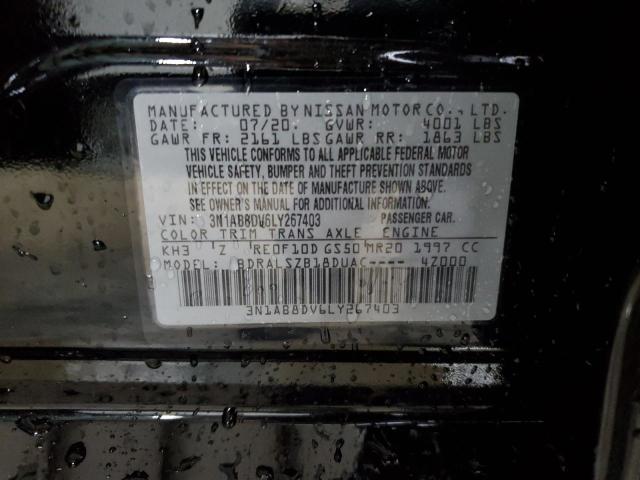 MANUFACTURED BY NISSAN MOTOR CO., LTD.
DATE: 07/20. GVWR: 4001 LBS
GAWR FR: 2161 LBS GAWR RR: 1863 LBS
THIS VEHICLE CONFORMS TO ALL APPLICABLE FEDERAL MOTOR
VEHICLE SAFETY, BUMPER AND THEFT PREVENTION STANDARDS
IN EFFECT ON THE DATE OF MANUFACTURE SHOWN ABOVE.
SEE OWNER'S MANUAL FOR ADDITIONAL INFORMATION
VIN: 3N1AB8DV6LY267403 PASSENGER CAR.
COLOR TRIM TRANS AXLE ENGINE
KH3 Z RE0F10D GS50 MR20 1997 CC
MODEL: BDRALSZB18DUAC---- 4Z000
3N1AB8DV6LY267403